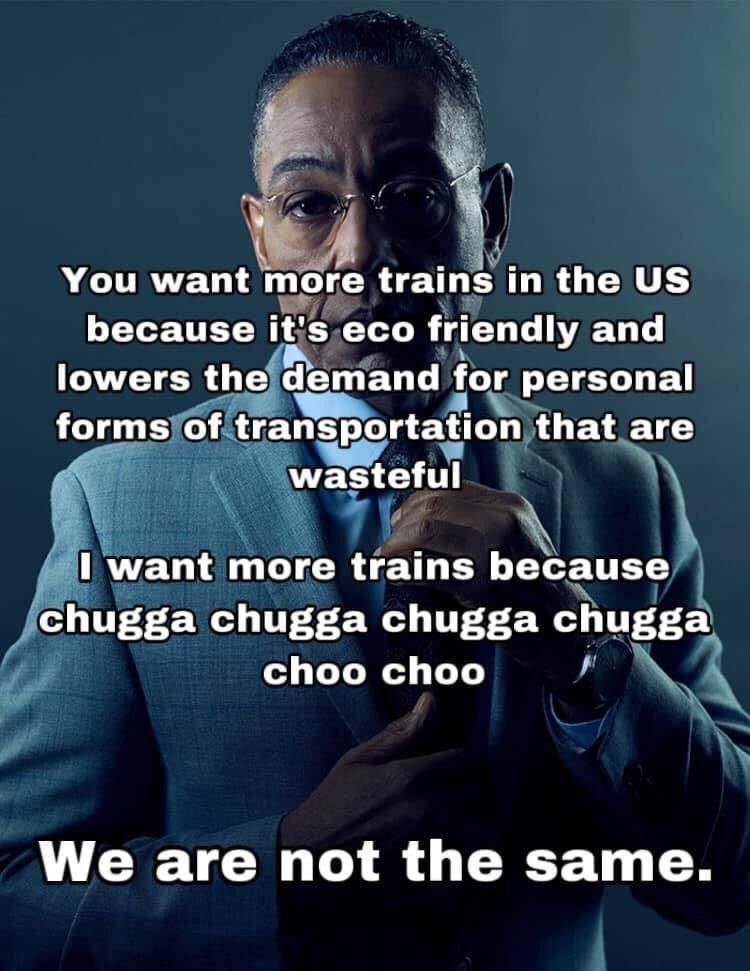 You want more trains in the US
because it's eco friendly and
lowers the demand for personal
forms of transportation that are
wasteful
I want more trains because
chugga chugga chugga chugga
choo choo
We are not the same.